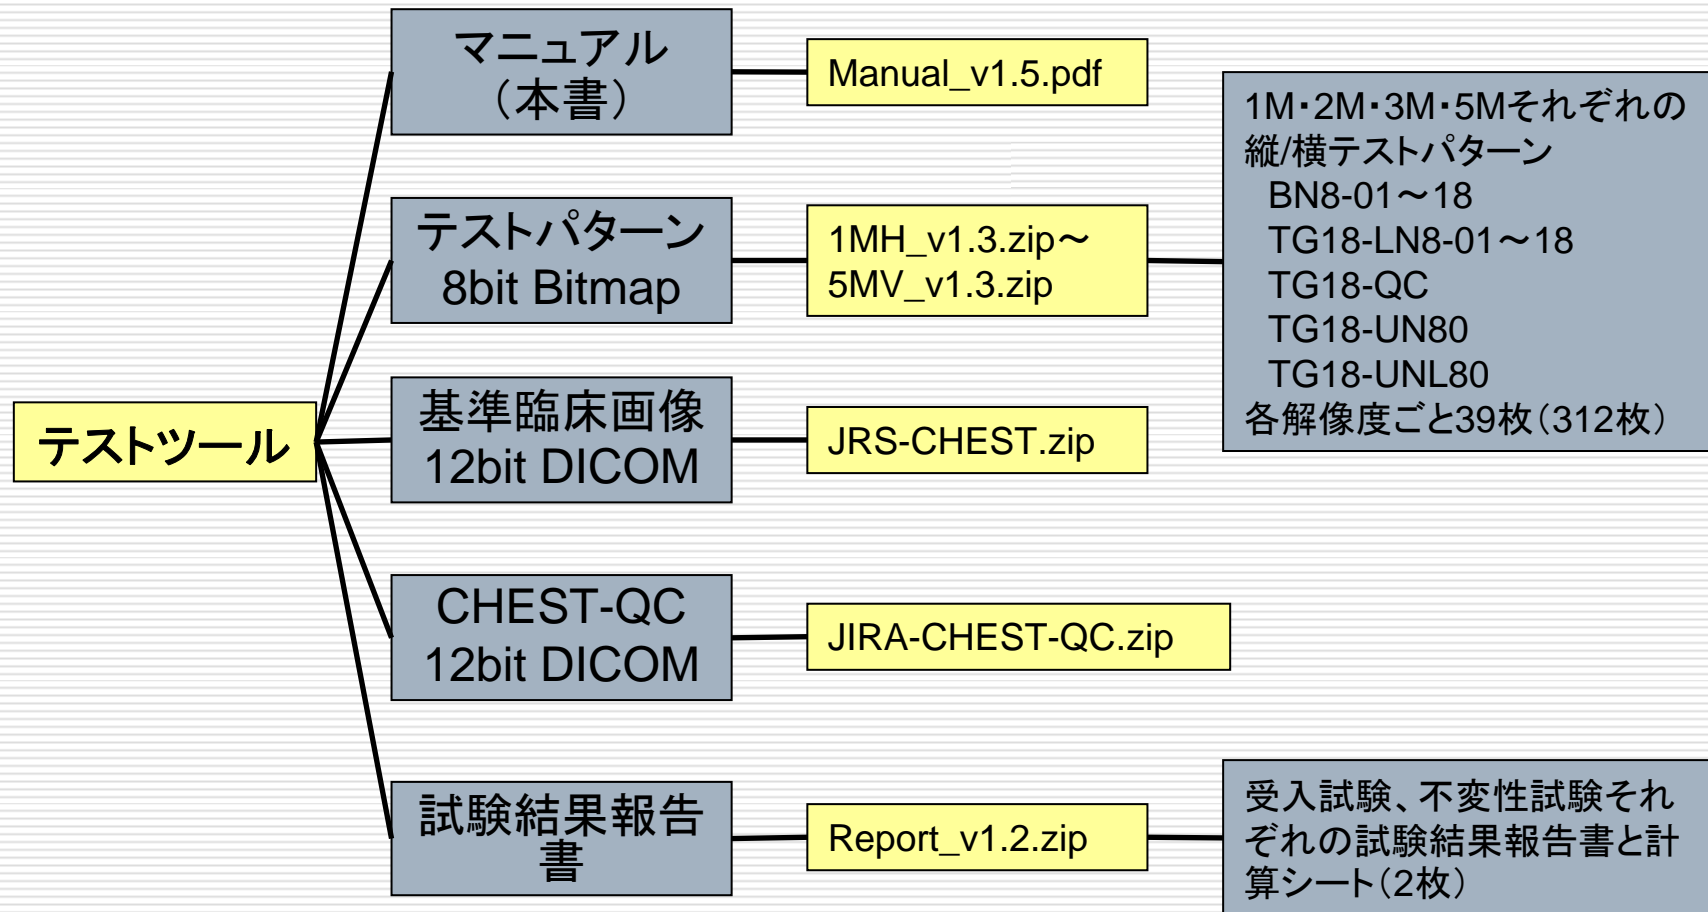 テストツール
マニュアル
（本書）
Manual_v1.5.pdf
テストパターン
8bit Bitmap
1MH_v1.3.zip～
5MV_v1.3.zip
1M・2M・3M・5Mそれぞれの
縦/横テストパターン
BN8-01～18
TG18-LN8-01～18
TG18-QC
TG18-UN80
TG18-UNL80
各解像度ごと39枚（312枚）
基準臨床画像
12bit DICOM
JRS-CHEST.zip
CHEST-QC
12bit DICOM
JIRA-CHEST-QC.zip
試験結果報告
書
Report_v1.2.zip
受入試験、不変性試験それ
ぞれの試験結果報告書と計
算シート（2枚）